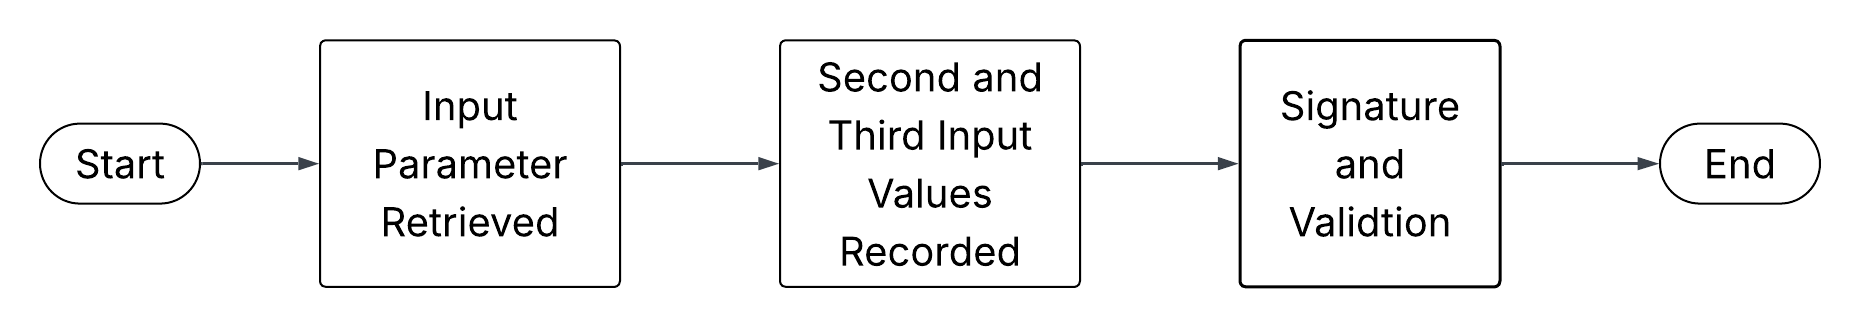 Start
Input
Parameter
Retrieved
Second and
Third Input
Values
Recorded
Signature
and
Validtion
End